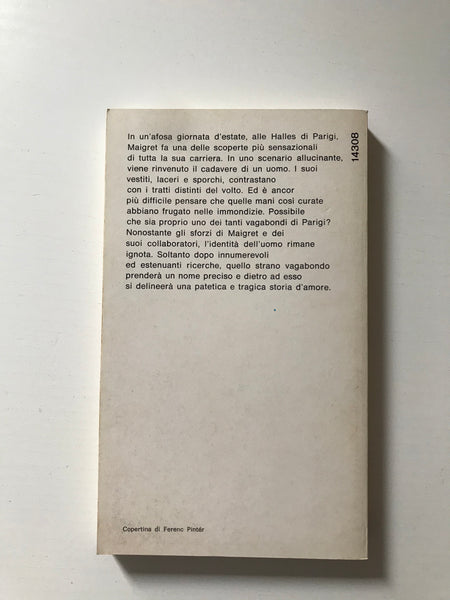 In un'afosa giornata d'estate, alle Halles di Parigi,
Maigret fa una delle scoperte più sensazionali
di tutta la sua carriera. In uno scenario allucinante,
viene rinvenuto il cadavere di un uomo. I suoi
vestiti, laceri e sporchi, contrastano
con i tratti distinti del volto. Ed è ancor
più difficile pensare che quelle mani così curate
abbiano frugato nelle immondizie. Possibile
che sia proprio uno dei tanti vagabondi di Parigi?
Nonostante gli sforzi di Maigret e dei
suoi collaboratori, l'identità dell'uomo rimane
ignota. Soltanto dopo innumerevoli
ed estenuanti ricerche, quello strano vagabondo
prenderà un nome preciso e dietro ad esso
si delineerà una patetica e tragica storia d'amore.
14308
Copertina di Ferenc Pintér